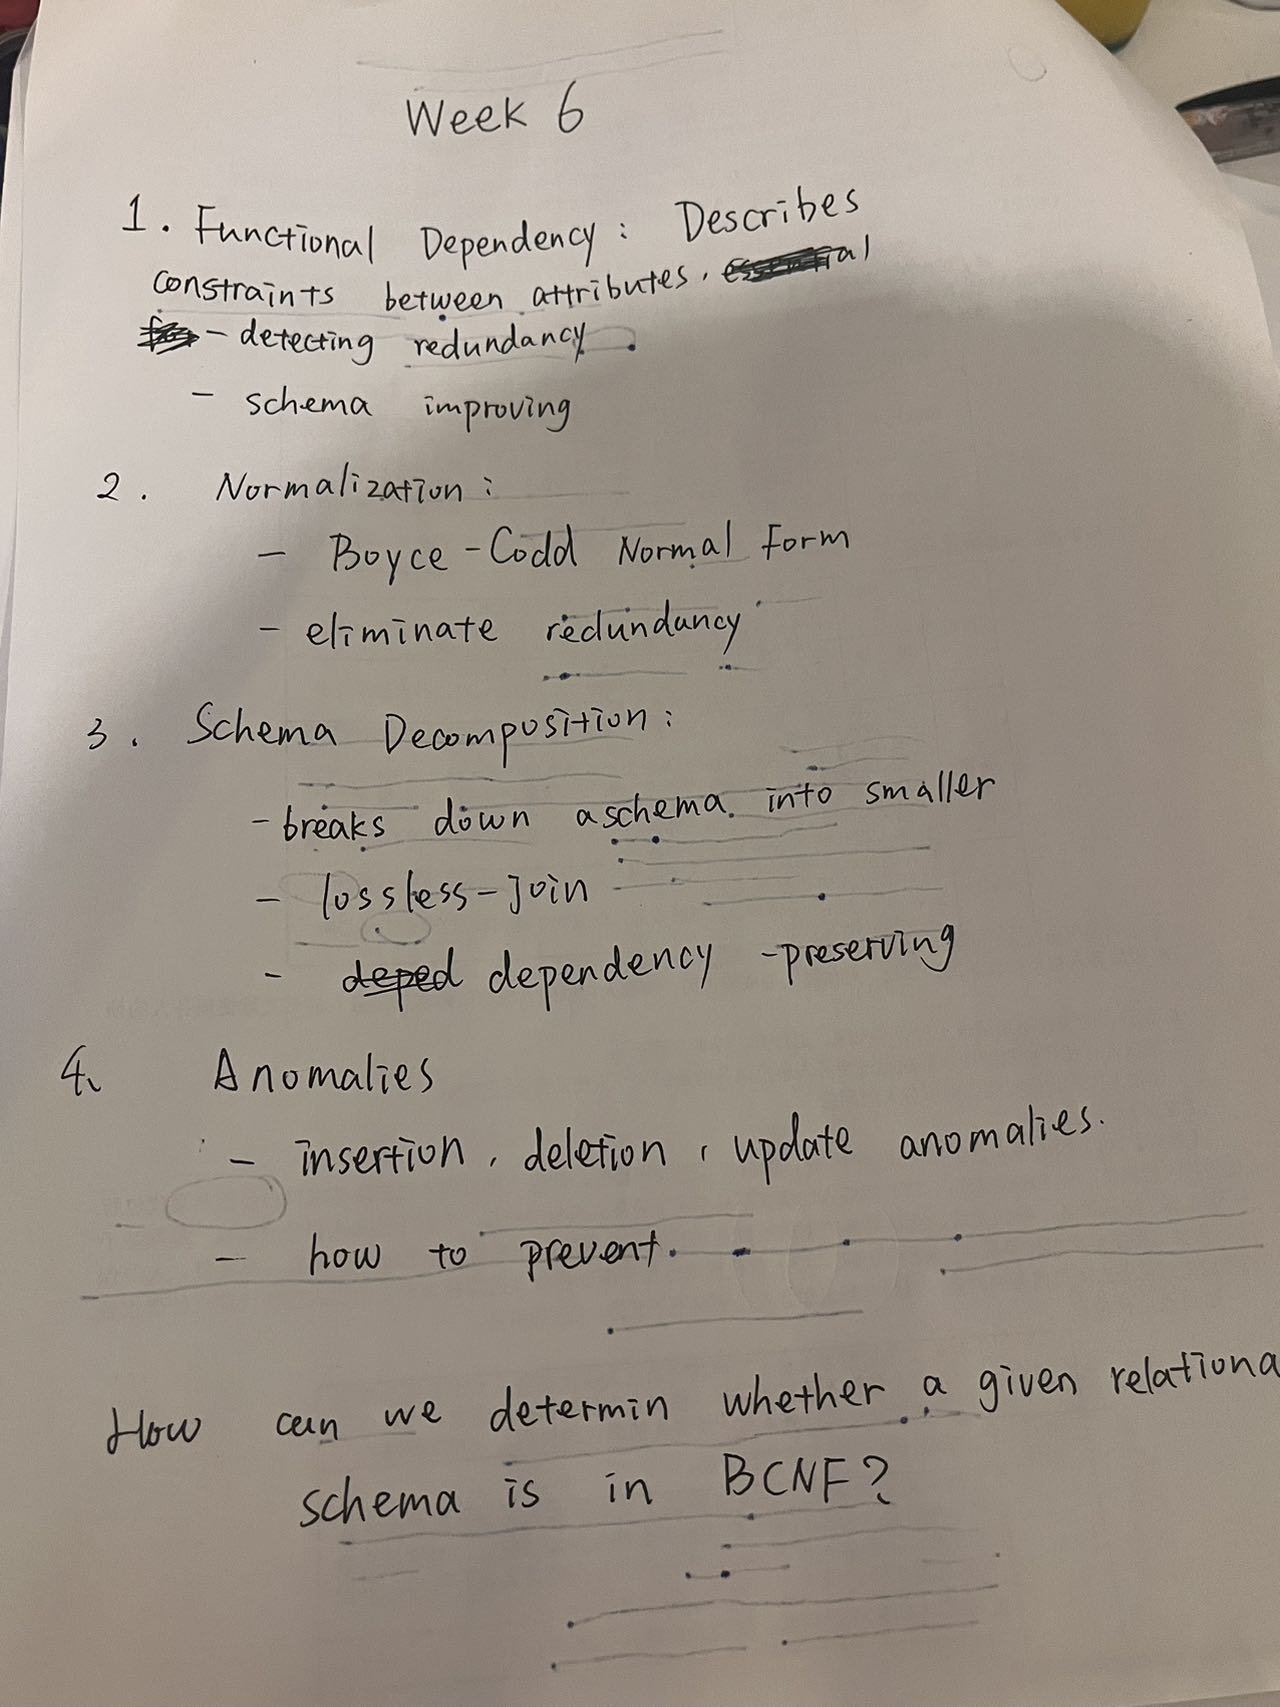 Week 6
1. Functional Dependency: Describes
constraints between attributes.
- detecting redundancy.
- schema improving
2. Normalization:
- Boyce-Codd Normal Form
- eliminate redundancy
3. Schema Decomposition:
- breaks down a schema into smaller
- lossless-join
- deped dependency-preserving
4. Anomalies
- insertion, deletion, update anomalies.
- how to prevent.
How can we determin whether a given relationa
schema is in BCNF?